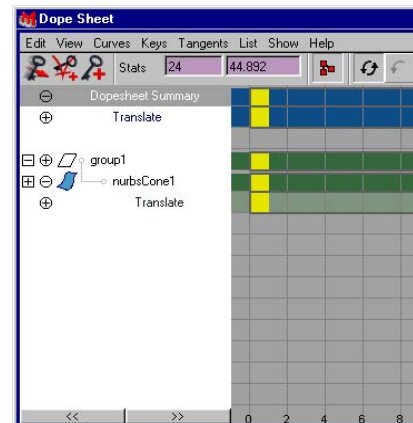 Dope Sheet
Edit View Curves Keys Tangents List Show Help
Stats 24 44.892
Dopesheet Summary
Translate
group1
nurbsCone1
Translate
<< >> 0 2 4 6 8